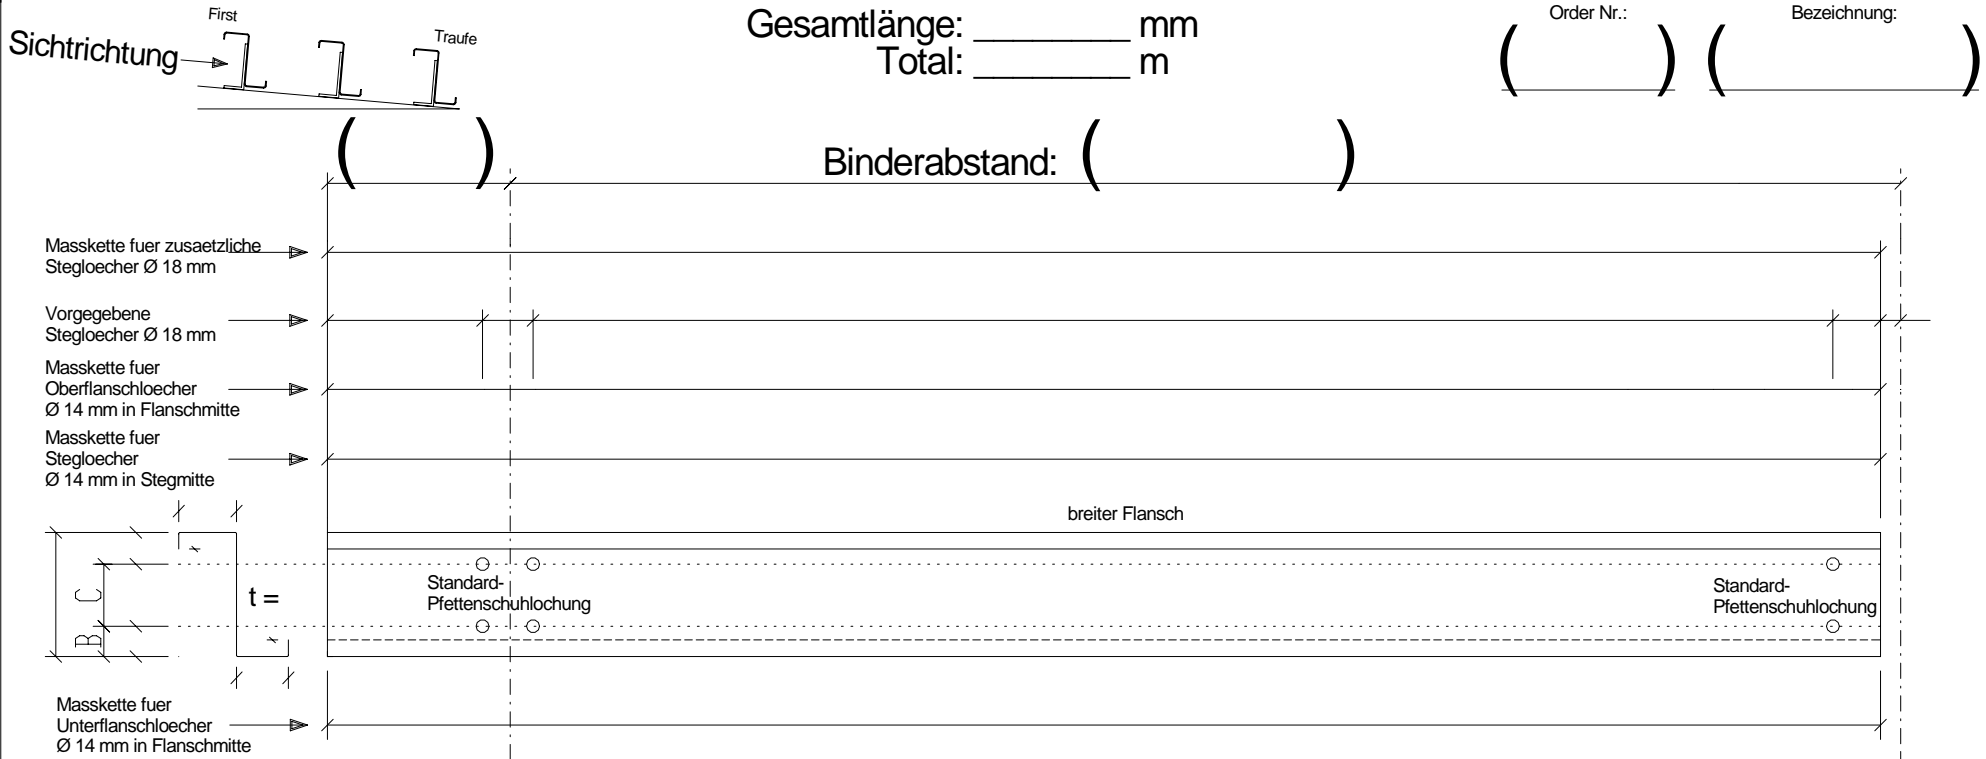 First
Traufe
Sichtrichtung
Gesamtlänge: ________ mm
Total: ________ m
Order Nr.:
Bezeichnung:
( )
( )
( )
Binderabstand: ( )
Masskette fuer zusaetzliche
Stegloecher Ø 18 mm
Vorgegebene
Stegloecher Ø 18 mm
Masskette fuer
Oberflanschloecher
Ø 14 mm in Flanschmitte
Masskette fuer
Stegloecher
Ø 14 mm in Stegmitte
breiter Flansch
C
B
t =
Standard-
Pfettenschuhlochung
Standard-
Pfettenschuhlochung
Masskette fuer
Unterflanschloecher
Ø 14 mm in Flanschmitte